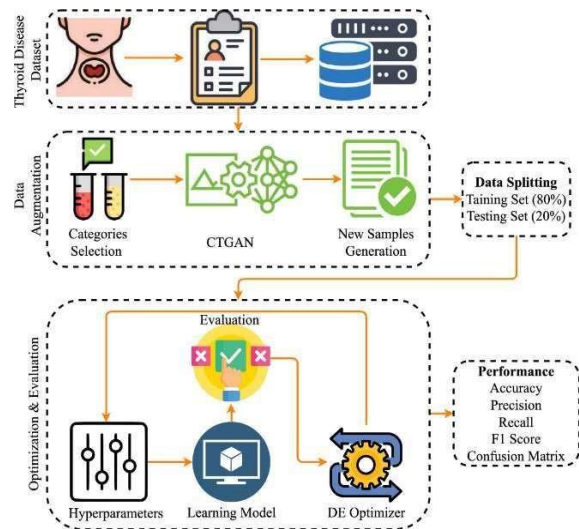 Thyroid Disease
Dataset
Data
Augmentation
Categories
Selection
CTGAN
New Samples
Generation
Data Splitting
Taining Set (80%)
Testing Set (20%)
Optimization & Evaluation
Evaluation
Hyperparameters
Learning Model
DE Optimizer
Performance
Accuracy
Precision
Recall
F1 Score
Confusion Matrix